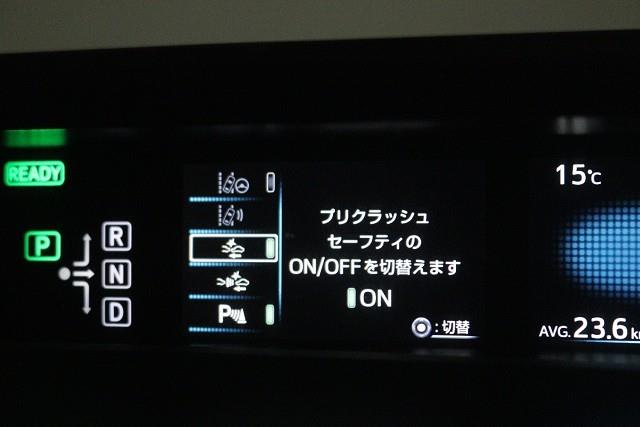 READY
P
R
N
D
P
プリクラッシュ
セーフティの
ON/OFFを切替えます
ON
:切替
15℃
AVG. 23.6